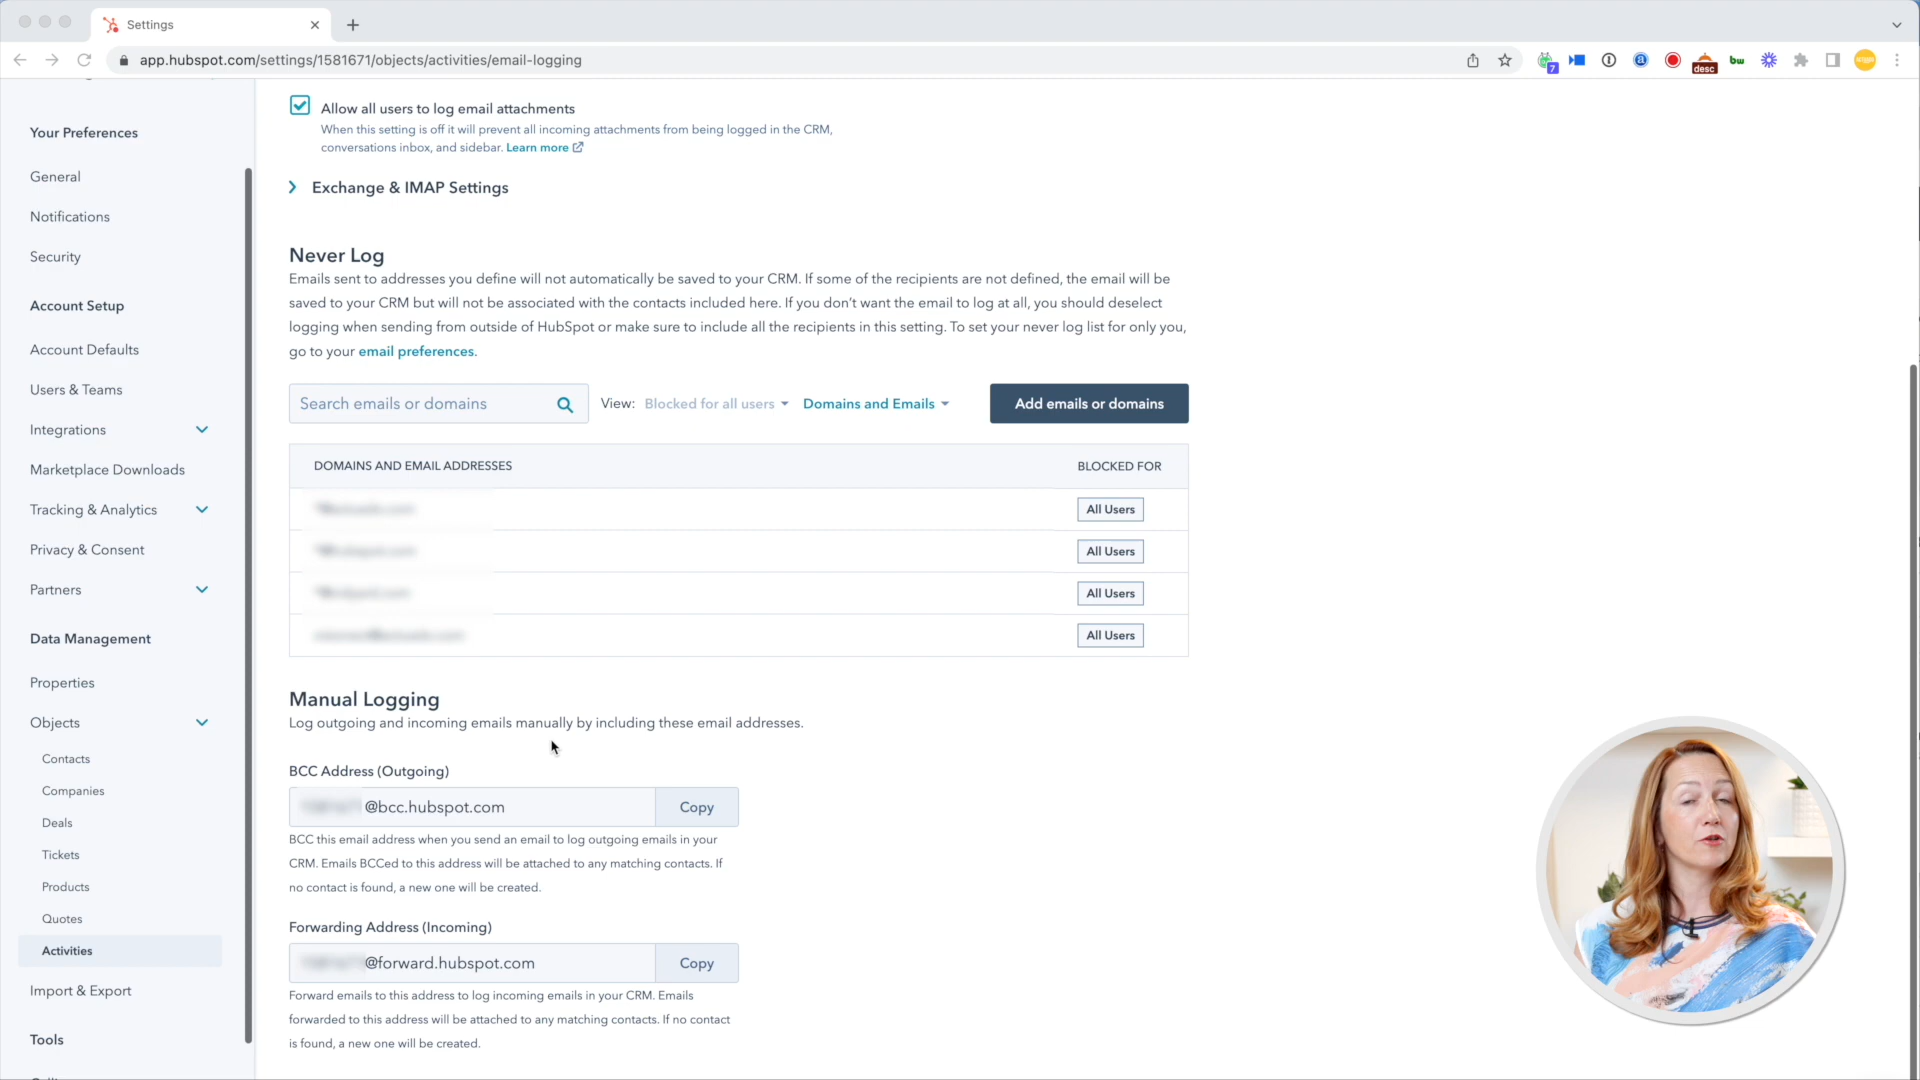 Settings
app.hubspot.com/settings/1581671/objects/activities/email-logging
7
desc
bw
Your Preferences
General
Notifications
Security
Account Setup
Account Defaults
Users & Teams
Integrations
Marketplace Downloads
Tracking & Analytics
Privacy & Consent
Partners
Data Management
Properties
Objects
Contacts
Companies
Deals
Tickets
Products
Quotes
Activities
Import & Export
Tools
Allow all users to log email attachments
When this setting is off it will prevent all incoming attachments from being logged in the CRM,
conversations inbox, and sidebar. Learn more
Exchange & IMAP Settings
Never Log
Emails sent to addresses you define will not automatically be saved to your CRM. If some of the recipients are not defined, the email will be
saved to your CRM but will not be associated with the contacts included here. If you don't want the email to log at all, you should deselect
logging when sending from outside of HubSpot or make sure to include all the recipients in this setting. To set your never log list for only you,
go to your email preferences.
Search emails or domains
View: Blocked for all users Domains and Emails
Add emails or domains
DOMAINS AND EMAIL ADDRESSES BLOCKED FOR
All Users
All Users
All Users
All Users
Manual Logging
Log outgoing and incoming emails manually by including these email addresses.
BCC Address (Outgoing)
@bcc.hubspot.com Copy
BCC this email address when you send an email to log outgoing emails in your
CRM. Emails BCCed to this address will be attached to any matching contacts. If
no contact is found, a new one will be created.
Forwarding Address (Incoming)
@forward.hubspot.com Copy
Forward emails to this address to log incoming emails in your CRM. Emails
forwarded to this address will be attached to any matching contacts. If no contact
is found, a new one will be created.